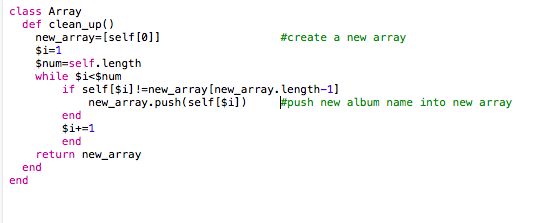 class Array
  def clean_up()
    new_array=[self[0]]                  #create a new array
    $i=1
    $num=self.length
    while $i<$num
        if self[$i]!=new_array[new_array.length-1]
            new_array.push(self[$i])     #push new album name into new array
        end
        $i+=1
        end
    return new_array
  end
end